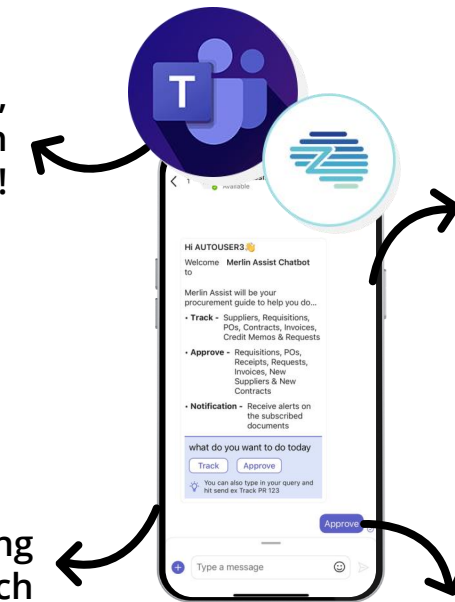 !
T
1
Available
Hi AUTOUSER3.👋
Welcome Merlin Assist Chatbot
to
Merlin Assist will be your
procurement guide to help you do...
• Track - Suppliers, Requisitions,
POs, Contracts, Invoices,
Credit Memos & Requests
• Approve - Requisitions, POs,
Receipts, Requests,
Invoices, New
Suppliers & New
Contracts
• Notification - Receive alerts on
the subscribed
documents
what do you want to do today
Track Approve
You can also type in your query and
hit send ex Track PR 123
Approve
ng
ch
Type a message